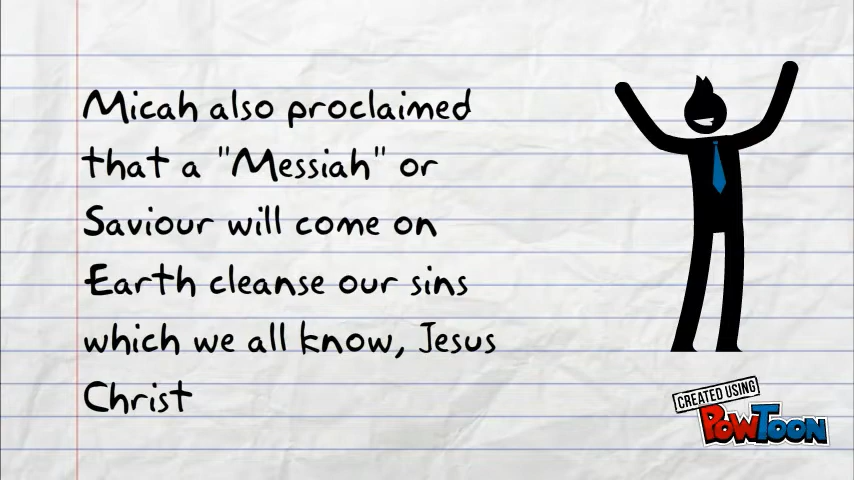 Micah also proclaimed
that a "Messiah" or
Saviour will come on
Earth cleanse our sins
which we all know, Jesus
Christ
CREATED USING
POWTOON